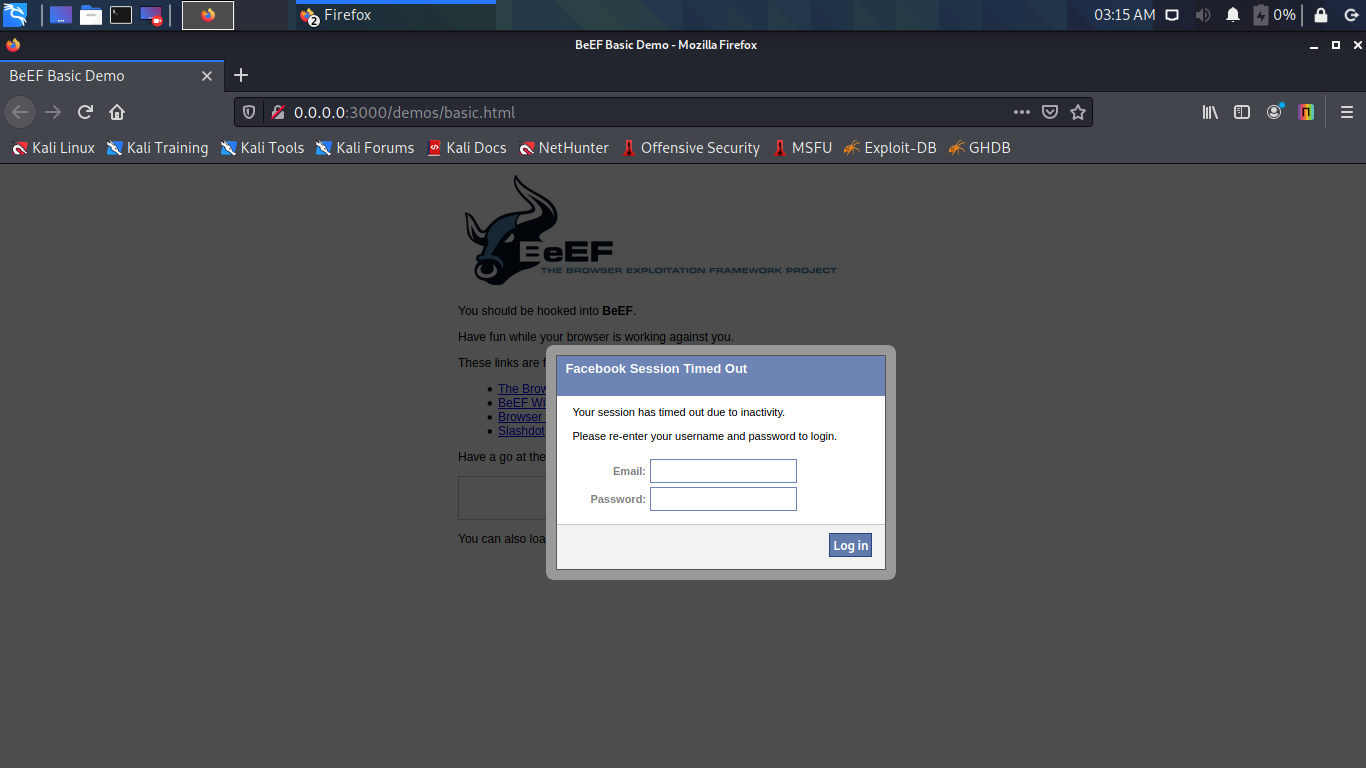 Firefox
2
03:15 AM
0%
BeEF Basic Demo - Mozilla Firefox
BeEF Basic Demo
0.0.0.0:3000/demos/basic.html
Kali Linux Kali Training Kali Tools Kali Forums Kali Docs NetHunter Offensive Security MSFU Exploit-DB GHDB
BeEF
THE BROWSER EXPLOITATION FRAMEWORK PROJECT
You should be hooked into BeEF.
Have fun while your browser is working against you.
These links are f
The Brow
BeEF Wi
Browser
Slashdot
Have a go at the
You can also loa
Facebook Session Timed Out
Your session has timed out due to inactivity.
Please re-enter your username and password to login.
Email:
Password:
Log in